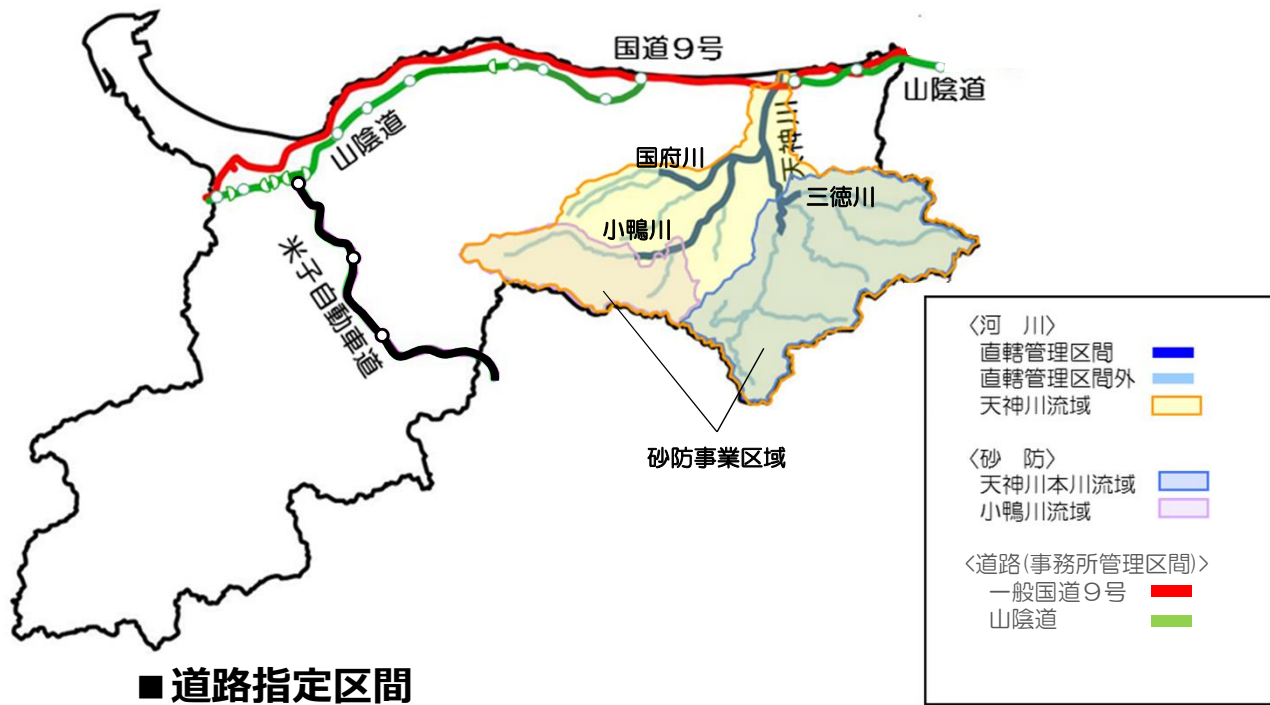 国道９号
山陰道
山陰道
天神川
国府川
三徳川
小鴨川
米子自動車道
砂防事業区域
〈河　川〉
直轄管理区間
直轄管理区間外
天神川流域
〈砂　防〉
天神川本川流域
小鴨川流域
〈道路(事務所管理区間)〉
一般国道９号
山陰道
■道路指定区間